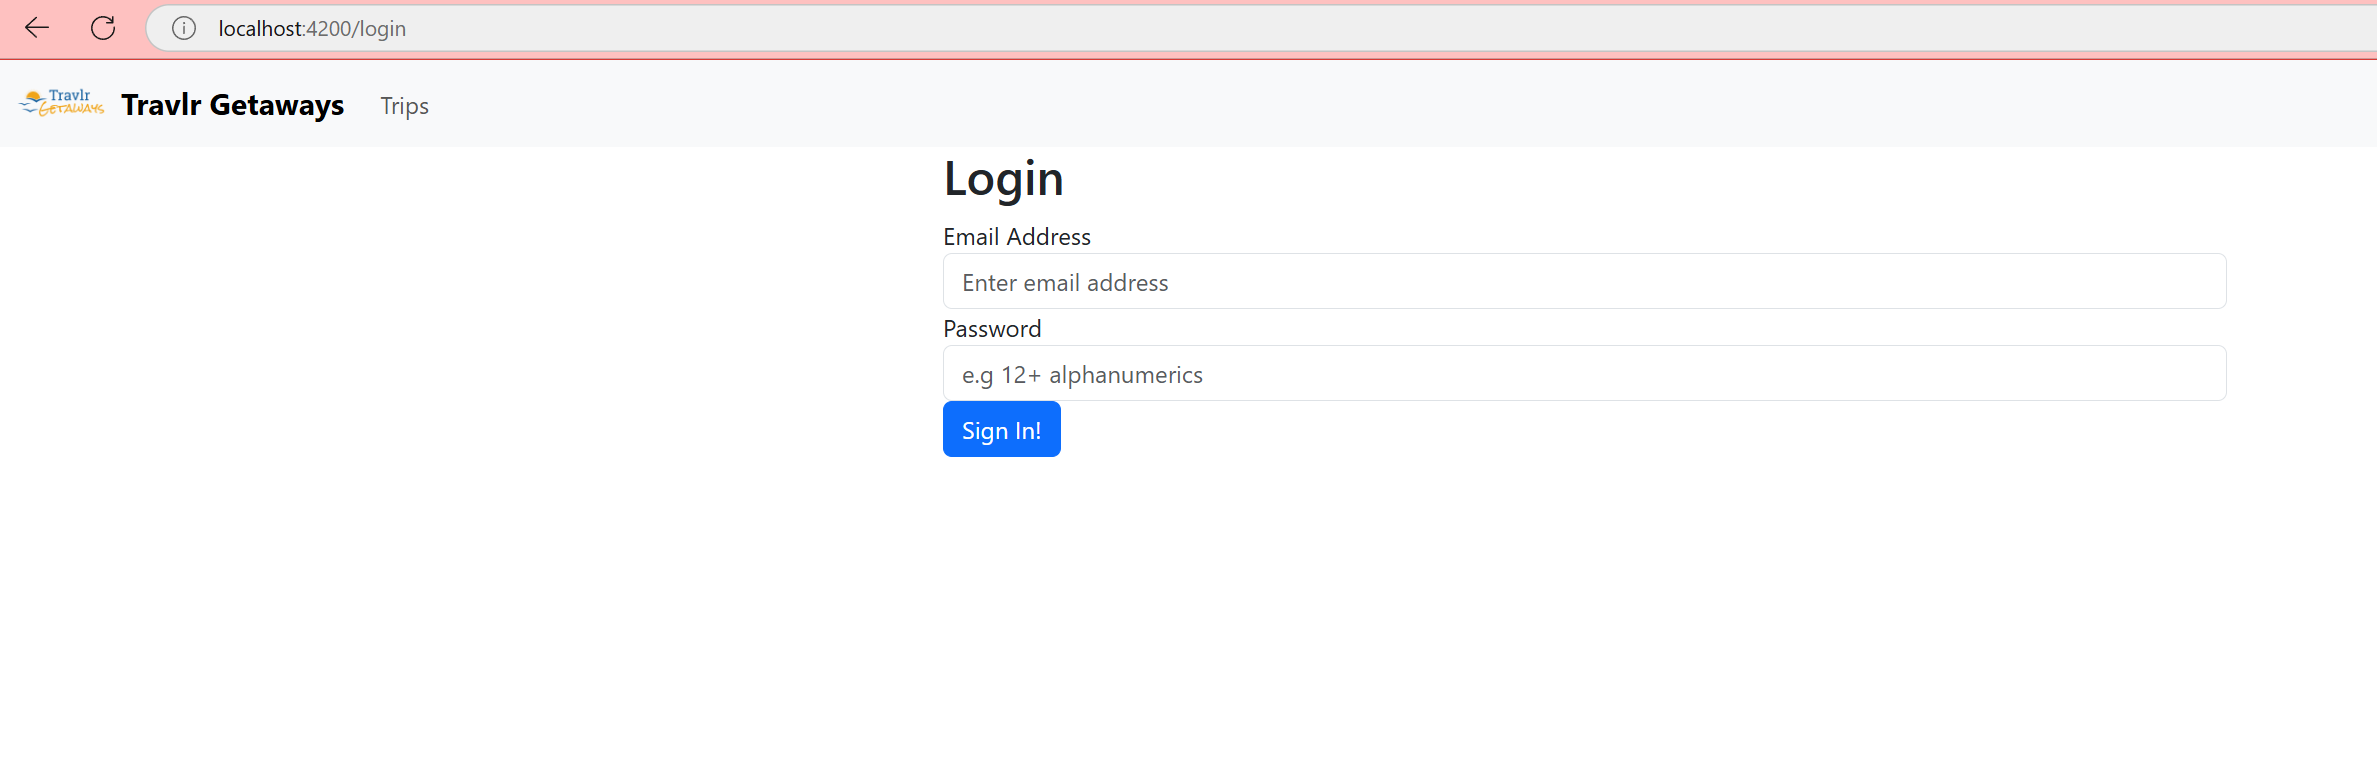 localhost:4200/login
Travlr
GETAWAYS
Travlr Getaways
Trips
Login
Email Address
Enter email address
Password
e.g 12+ alphanumerics
Sign In!